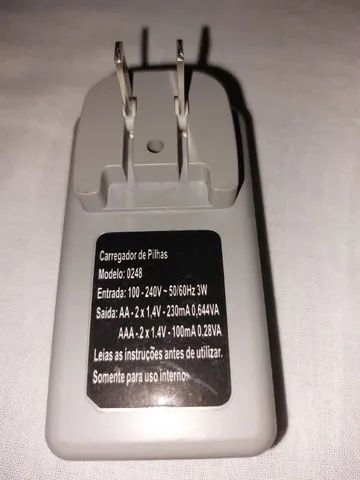 Carregador de Pilhas
Modelo: 0248
Entrada: 100 - 240V ~ 50/60Hz 3W
Saída: AA - 2 x 1,4V - 230mA 0,644VA
AAA - 2 x 1.4V - 100mA 0.28VA
Leias as instruções antes de utilizar.
Somente para uso interno.